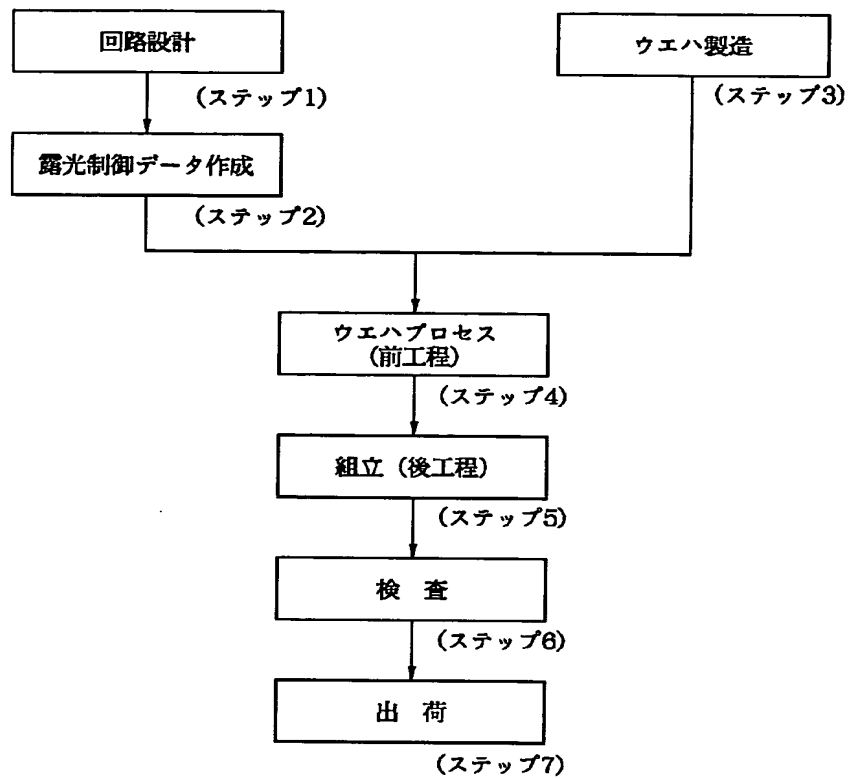 回路設計
(ステップ1)
ウエハ製造
(ステップ3)
露光制御データ作成
(ステップ2)
ウエハプロセス
(前工程)
(ステップ4)
組立(後工程)
(ステップ5)
検 査
(ステップ6)
出 荷
(ステップ7)